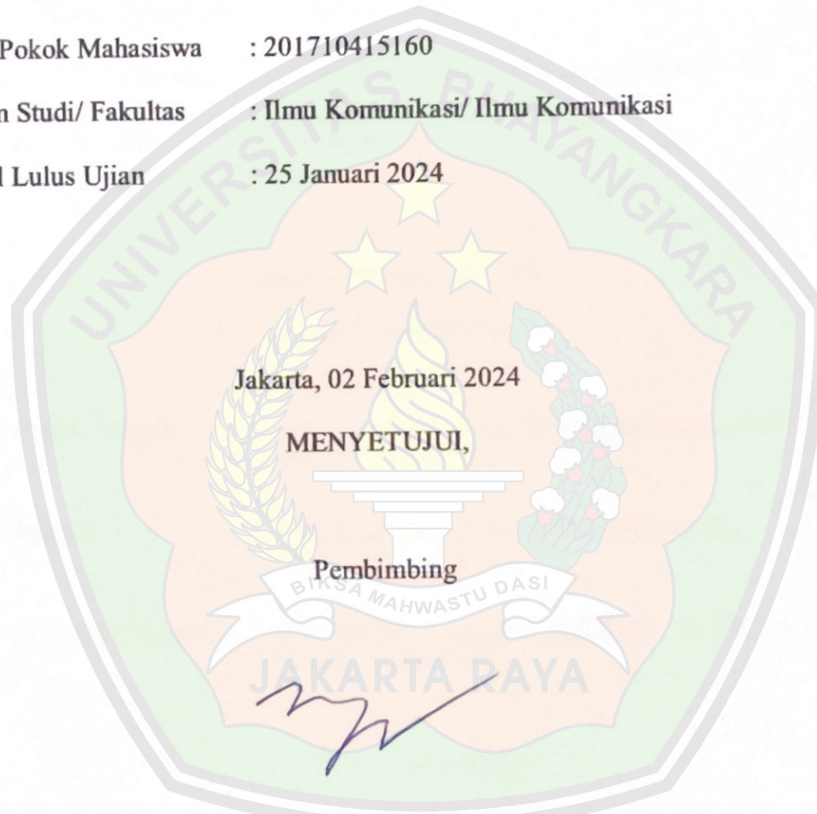 Pokok Mahasiswa : 201710415160
n Studi/ Fakultas : Ilmu Komunikasi/ Ilmu Komunikasi
l Lulus Ujian : 25 Januari 2024
UNIVERSITAS BHAYANGKARA
Jakarta, 02 Februari 2024
MENYETUJUI,
Pembimbing
BIKSA MAHWASTU DASI
JAKARTA RAYA